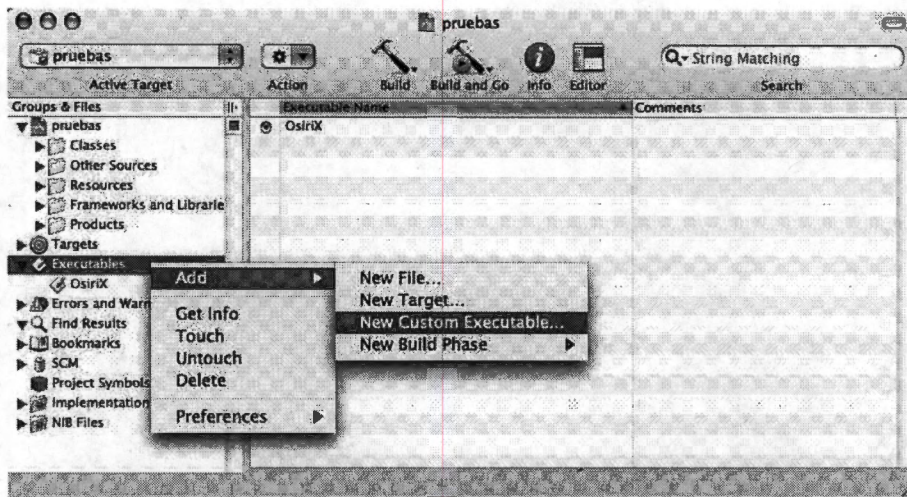 pruebas
pruebas
String Matching
Active Target
Action
Build
Build and Go
Info
Editor
Search
Groups & Files
Executable Name
Comments
pruebas
OsiriX
Classes
Other Sources
Resources
Frameworks and Librarie
Products
Targets
Executables
OsiriX
Errors and Warn
Find Results
Bookmarks
SCM
Project Symbols
Implementation
NIB Files
Add
Get Info
Touch
Untouch
Delete
Preferences
New File...
New Target...
New Custom Executable...
New Build Phase